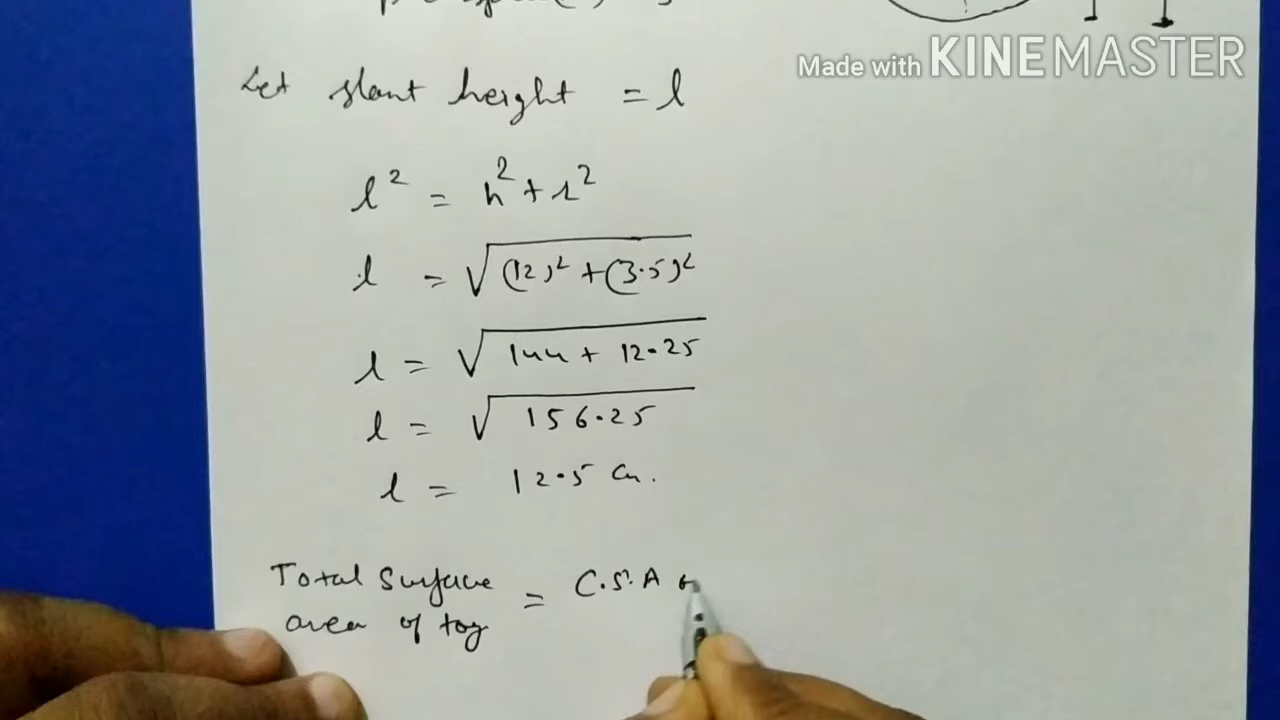 Made with KINEMASTER
Let slant height = l
l² = h² + r²
l = √(12)² + (3.5)²
l = √144 + 12.25
l = √156.25
l = 12.5 cm.
Total surface
area of toy = C.S.A